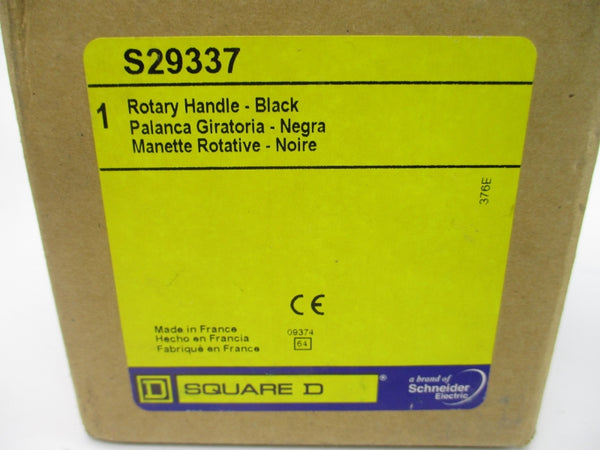 S29337
1
Rotary Handle - Black
Palanca Giratoria - Negra
Manette Rotative - Noire
376E
CE
Made in France
Hecho en Francia
Fabriqué en France
09374
64
D SQUARE D ®
a brand of
Schneider
Electric